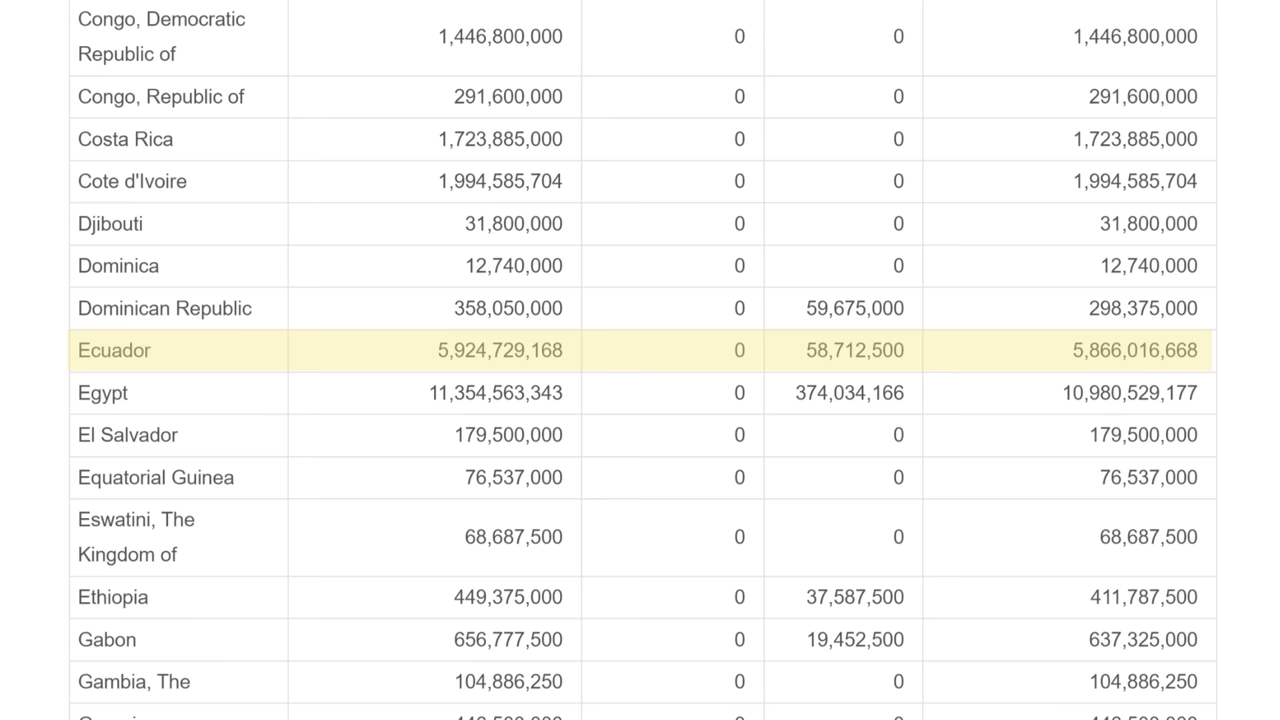 Congo, Democratic
Republic of 1,446,800,000 0 0 1,446,800,000
Congo, Republic of 291,600,000 0 0 291,600,000
Costa Rica 1,723,885,000 0 0 1,723,885,000
Cote d'Ivoire 1,994,585,704 0 0 1,994,585,704
Djibouti 31,800,000 0 0 31,800,000
Dominica 12,740,000 0 0 12,740,000
Dominican Republic 358,050,000 0 59,675,000 298,375,000
Ecuador 5,924,729,168 0 58,712,500 5,866,016,668
Egypt 11,354,563,343 0 374,034,166 10,980,529,177
El Salvador 179,500,000 0 0 179,500,000
Equatorial Guinea 76,537,000 0 0 76,537,000
Eswatini, The
Kingdom of 68,687,500 0 0 68,687,500
Ethiopia 449,375,000 0 37,587,500 411,787,500
Gabon 656,777,500 0 19,452,500 637,325,000
Gambia, The 104,886,250 0 0 104,886,250